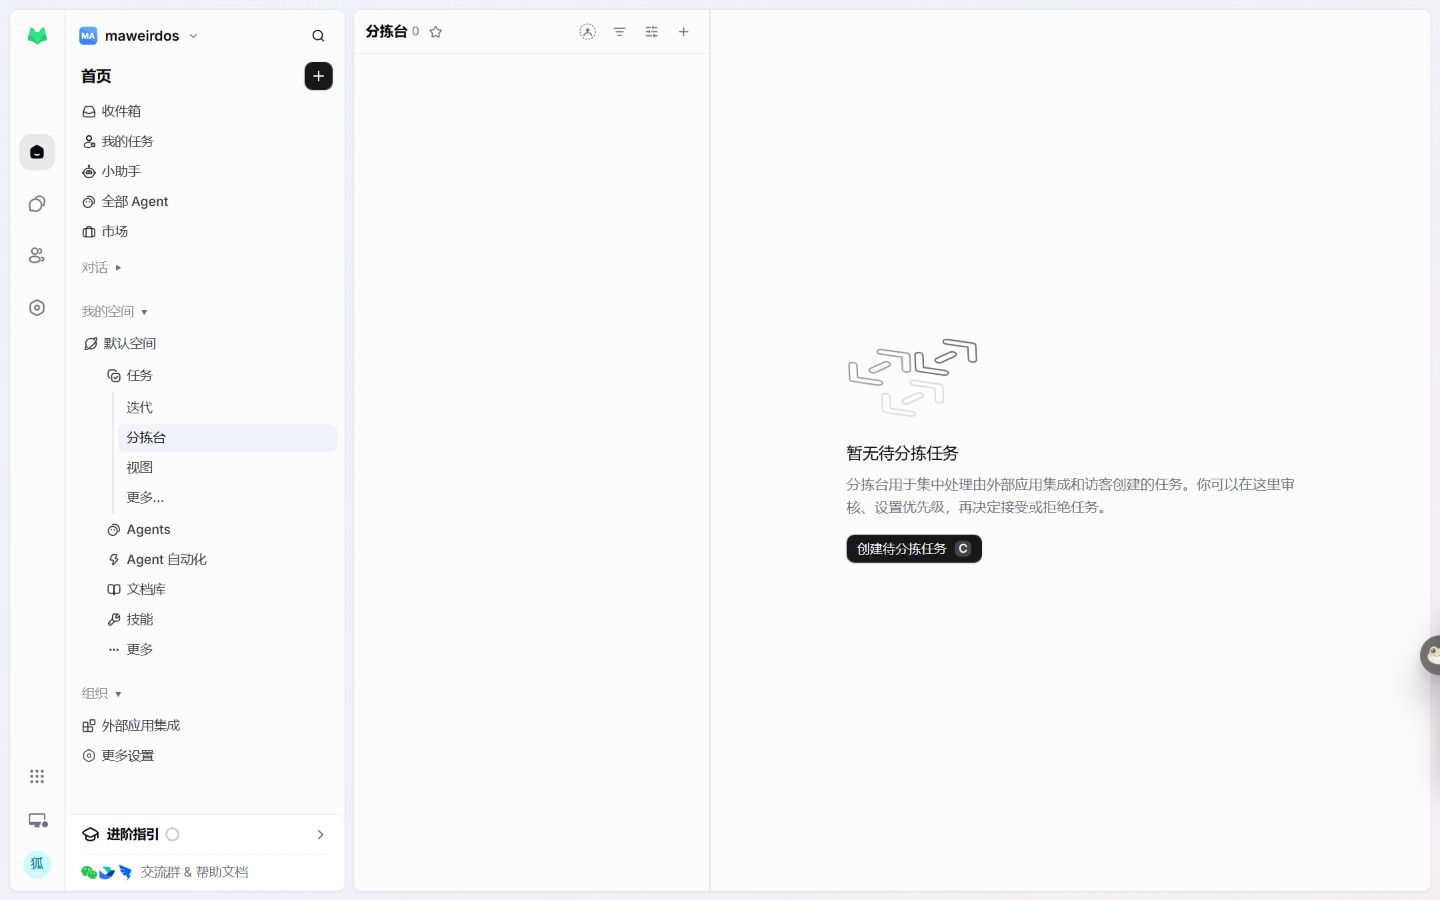 MA maweirdos
首页
收件箱
我的任务
小助手
全部 Agent
市场
对话
我的空间
默认空间
任务
迭代
分拣台
视图
更多...
Agents
Agent 自动化
文档库
技能
更多
组织
外部应用集成
更多设置
进阶指引
交流群 & 帮助文档
狐
分拣台 0
暂无待分拣任务
分拣台用于集中处理由外部应用集成和访客创建的任务。你可以在这里审
核、设置优先级，再决定接受或拒绝任务。
创建待分拣任务 C